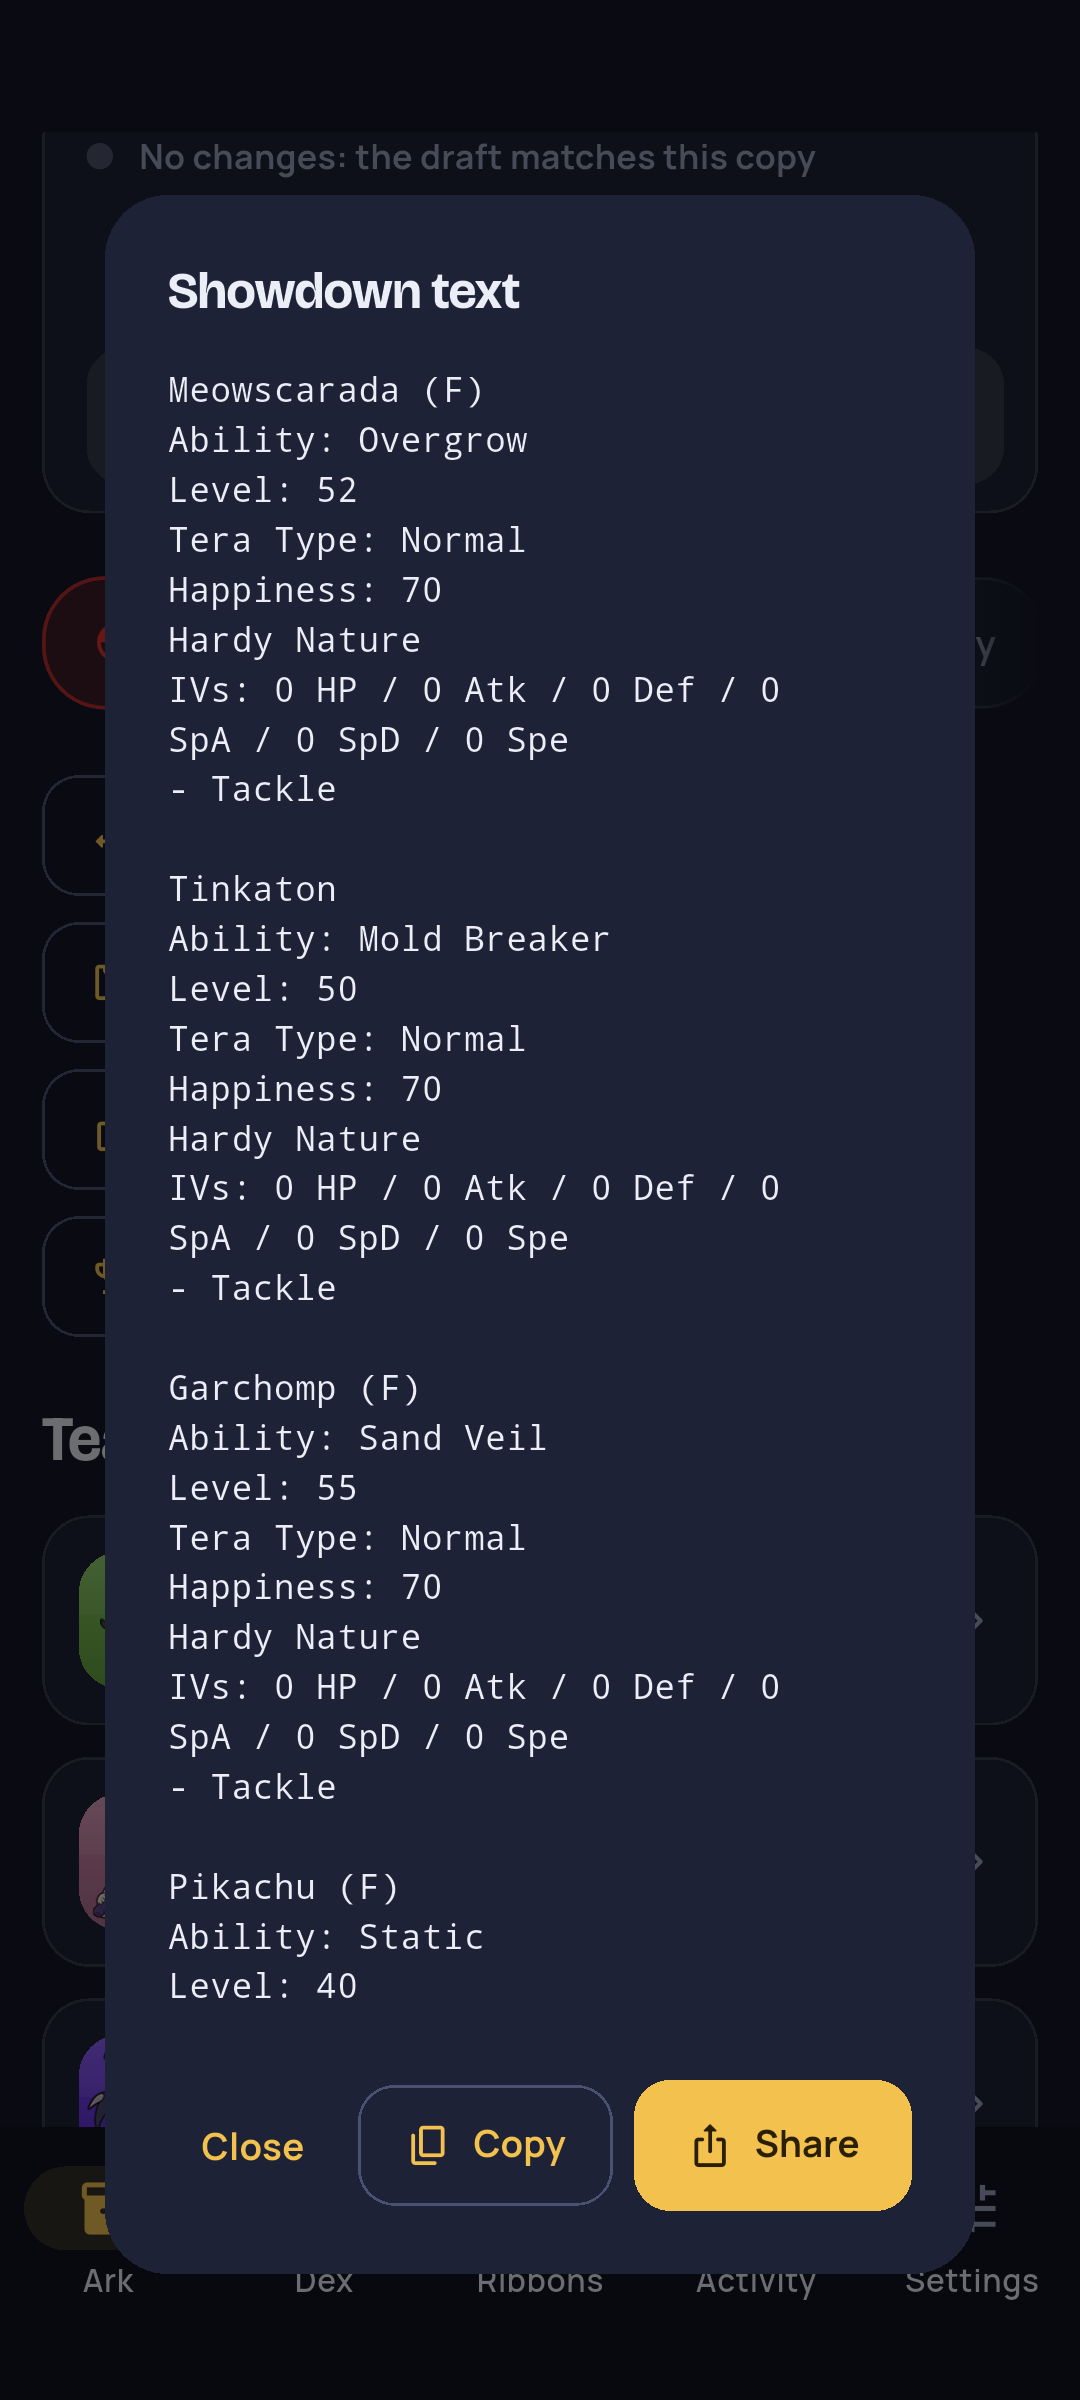 No changes: the draft matches this copy
Showdown text
Meowscarada (F)
Ability: Overgrow
Level: 52
Tera Type: Normal
Happiness: 70
Hardy Nature
IVs: 0 HP / 0 Atk / 0 Def / 0
SpA / 0 SpD / 0 Spe
- Tackle
Tinkaton
Ability: Mold Breaker
Level: 50
Tera Type: Normal
Happiness: 70
Hardy Nature
IVs: 0 HP / 0 Atk / 0 Def / 0
SpA / 0 SpD / 0 Spe
- Tackle
Garchomp (F)
Ability: Sand Veil
Level: 55
Tera Type: Normal
Happiness: 70
Hardy Nature
IVs: 0 HP / 0 Atk / 0 Def / 0
SpA / 0 SpD / 0 Spe
- Tackle
Pikachu (F)
Ability: Static
Level: 40
Close
Copy
Share
Ark
Dex
Ribbons
Activity
Settings